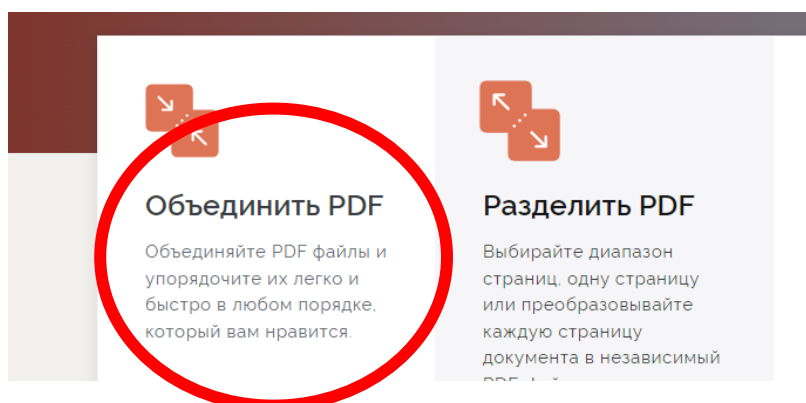 Объединить PDF
Объединяйте PDF файлы и
упорядочите их легко и
быстро в любом порядке,
который вам нравится.
Разделить PDF
Выбирайте диапазон
страниц, одну страницу
или преобразовывайте
каждую страницу
документа в независимый